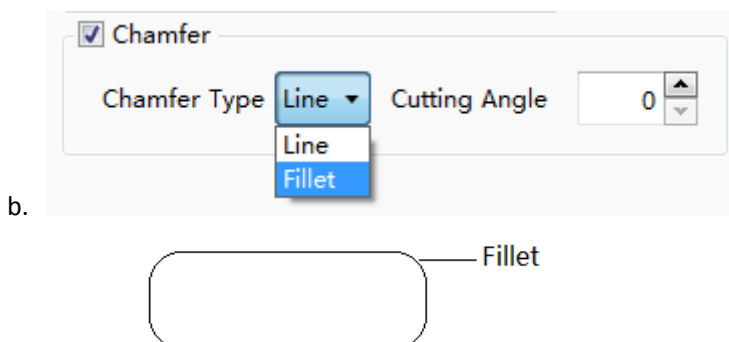 Chamfer
Chamfer Type Line Cutting Angle 0
Line
Fillet
b.
Fillet